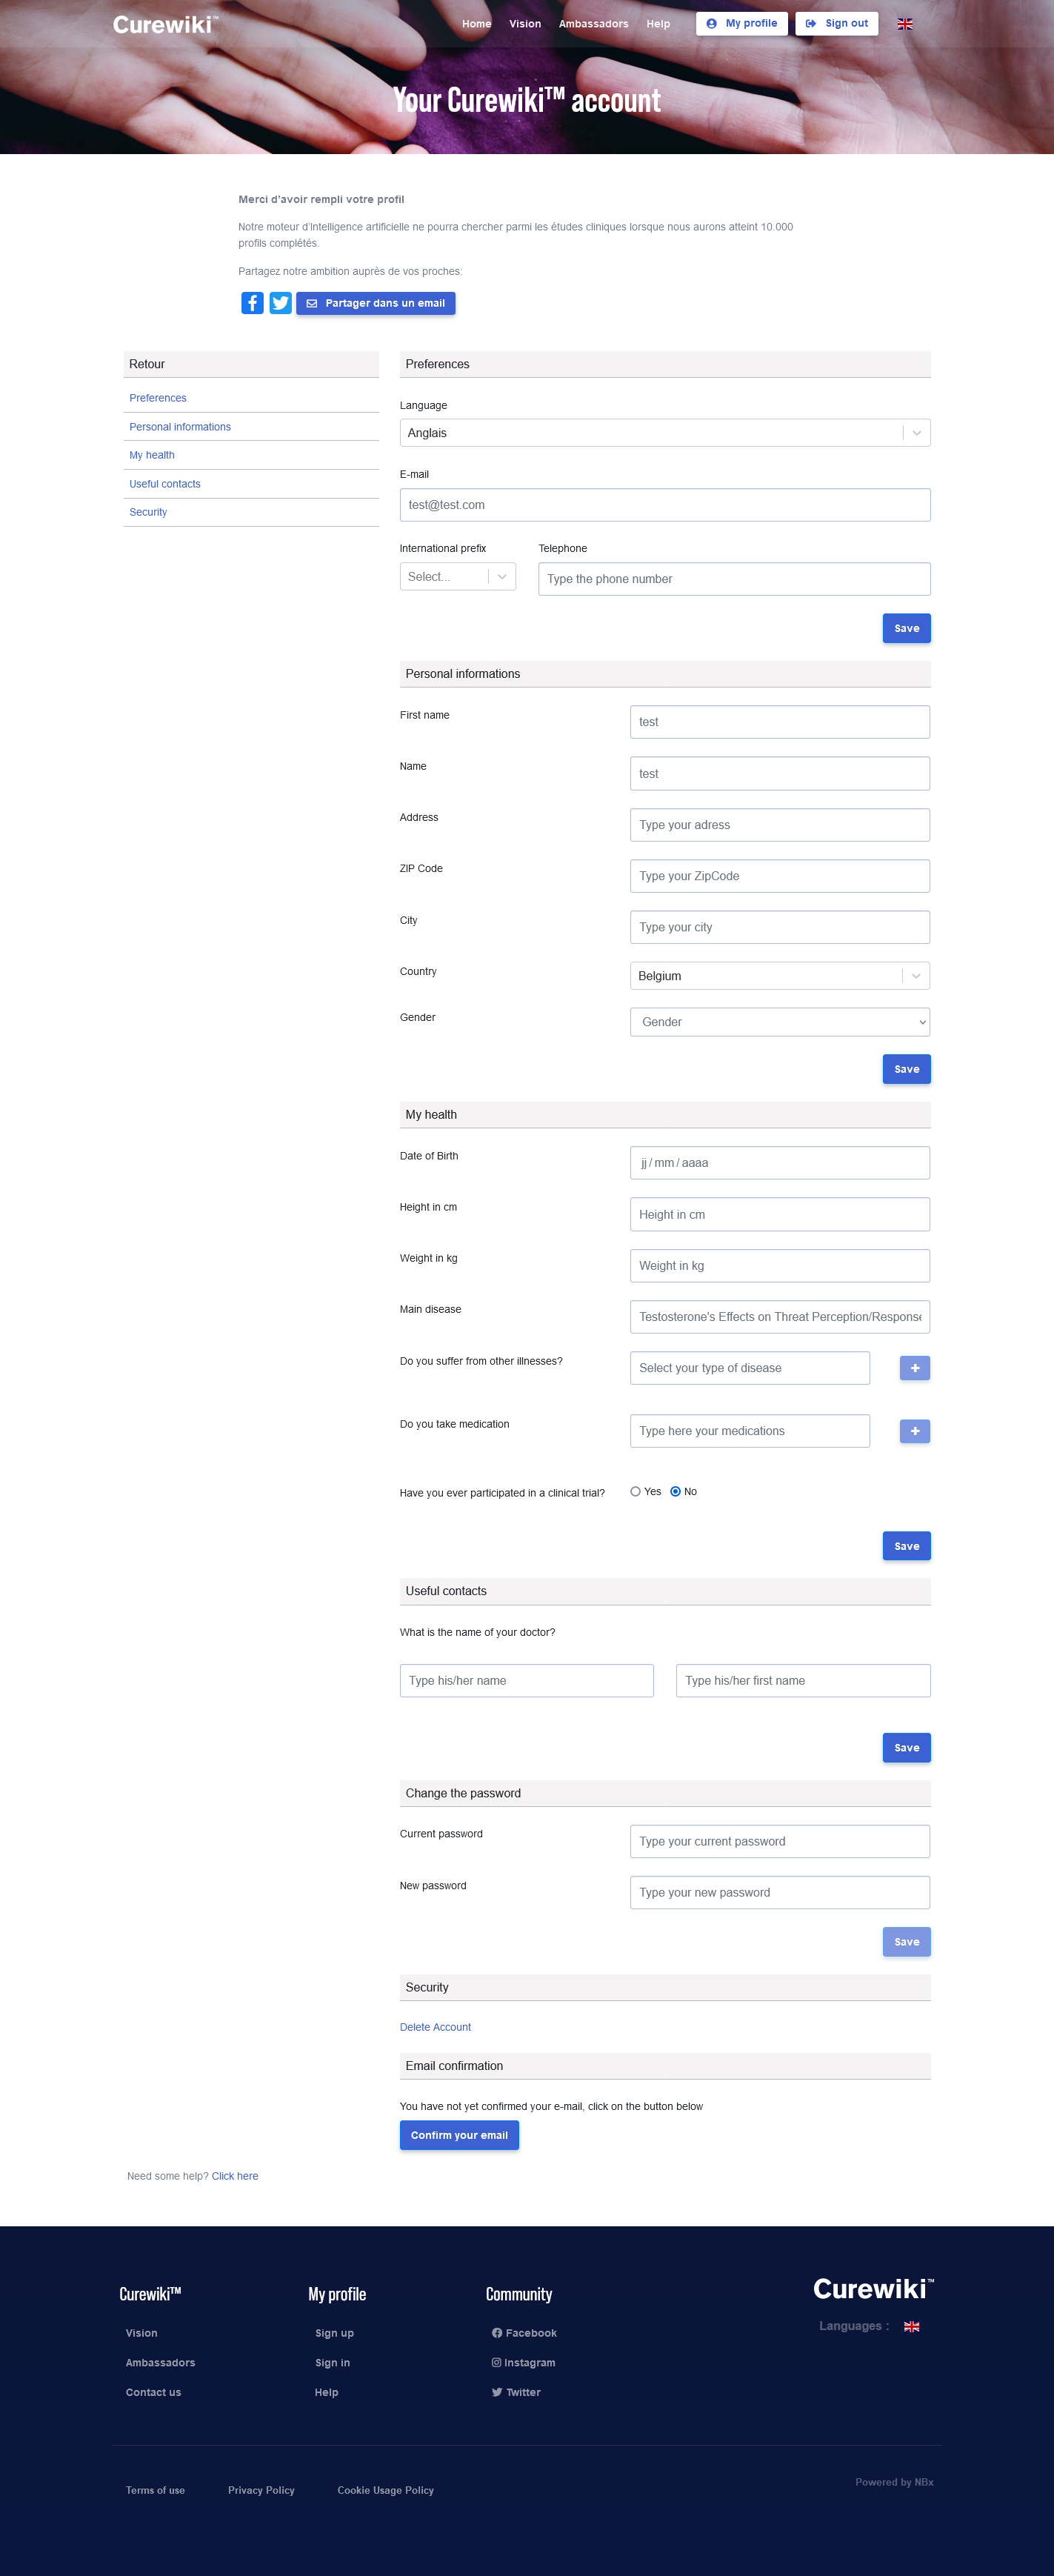 Curewiki™
Home Vision Ambassadors Help My profile Sign out
Your Curewiki™ account
Merci d'avoir rempli votre profil
Notre moteur d'Intelligence artificielle ne pourra chercher parmi les études cliniques lorsque nous aurons atteint 10.000
profils complétés.
Partagez notre ambition auprès de vos proches:
Partager dans un email
Retour
Preferences
Personal informations
My health
Useful contacts
Security
Preferences
Language
Anglais
E-mail
test@test.com
International prefix Telephone
Select... Type the phone number
Save
Personal informations
First name test
Name test
Address Type your adress
ZIP Code Type your ZipCode
City Type your city
Country Belgium
Gender Gender
Save
My health
Date of Birth jj / mm / aaaa
Height in cm Height in cm
Weight in kg Weight in kg
Main disease Testosterone's Effects on Threat Perception/Response
Do you suffer from other illnesses? Select your type of disease
Do you take medication Type here your medications
Have you ever participated in a clinical trial? Yes No
Save
Useful contacts
What is the name of your doctor?
Type his/her name Type his/her first name
Save
Change the password
Current password Type your current password
New password Type your new password
Save
Security
Delete Account
Email confirmation
You have not yet confirmed your e-mail, click on the button below
Confirm your email
Need some help? Click here
Curewiki™ My profile Community Curewiki™
Vision Sign up Facebook Languages :
Ambassadors Sign in Instagram
Contact us Help Twitter
Terms of use Privacy Policy Cookie Usage Policy Powered by NBx